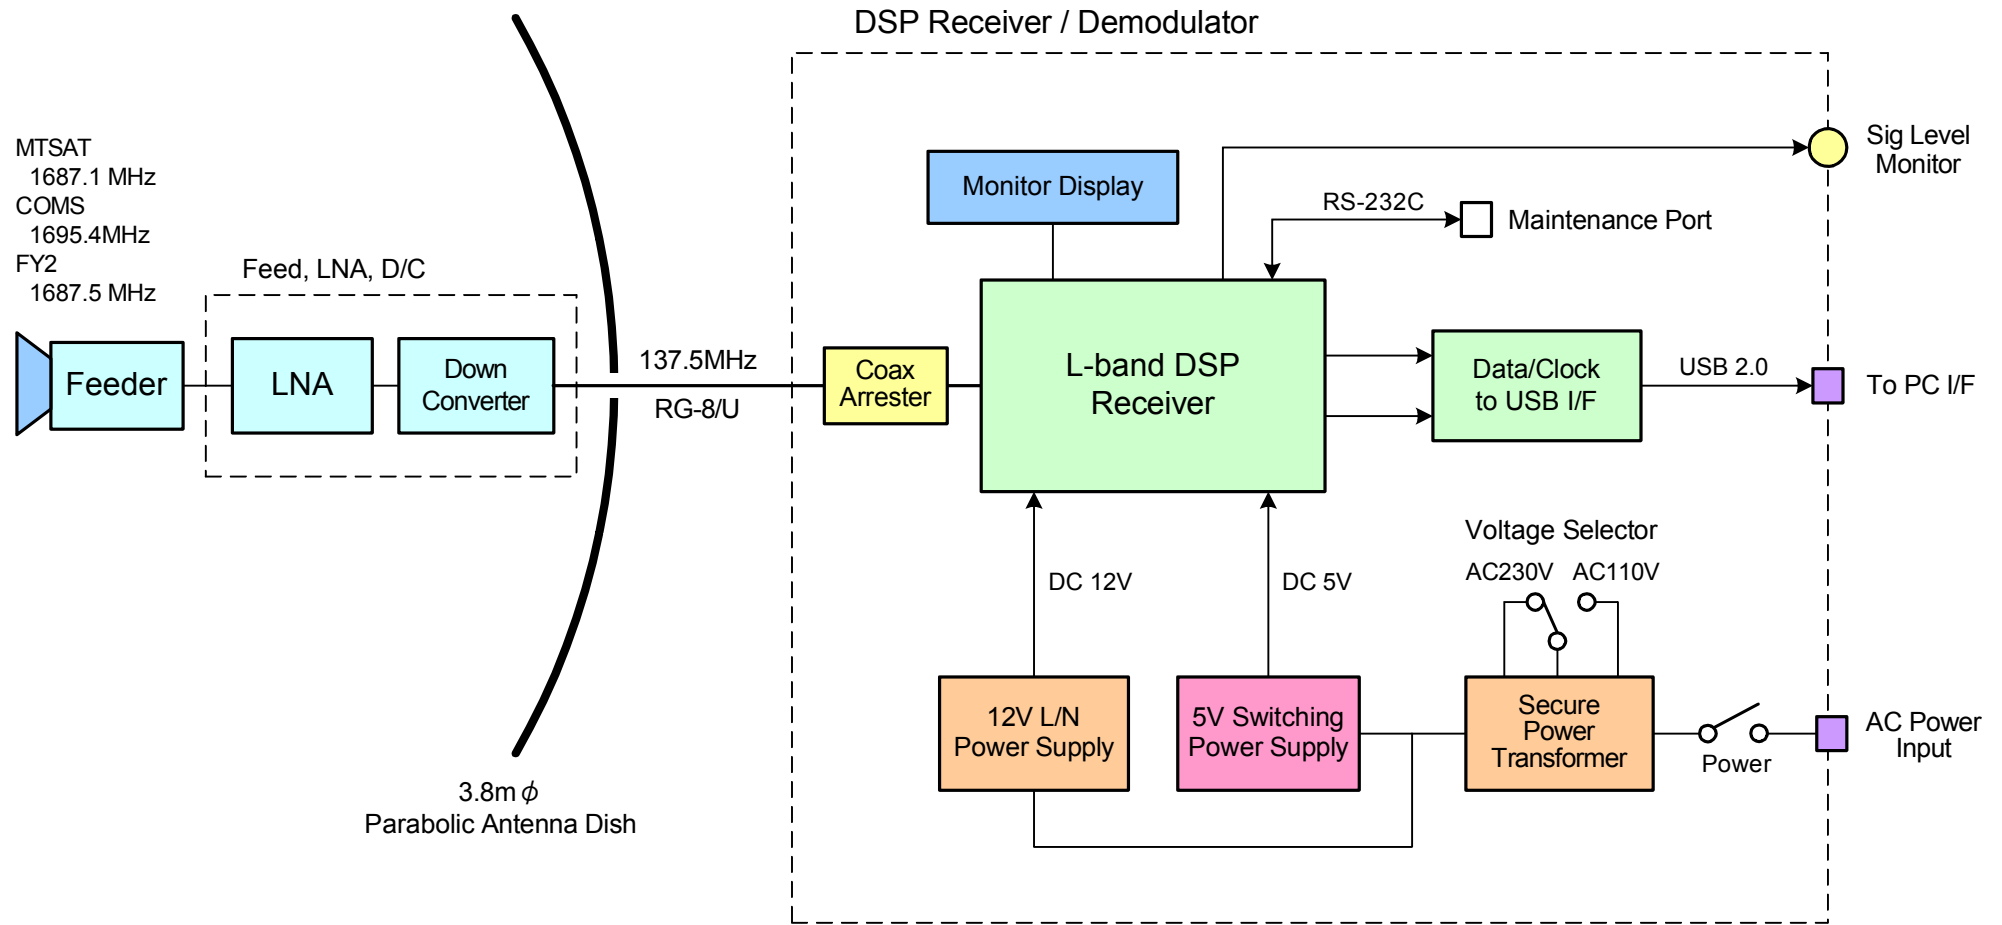 DSP Receiver / Demodulator
MTSAT
1687.1 MHz
COMS
1695.4MHz
FY2
1687.5 MHz
Feed, LNA, D/C
Feeder
LNA
Down
Converter
137.5MHz
RG-8/U
3.8m ϕ
Parabolic Antenna Dish
Coax
Arrester
Monitor Display
L-band DSP
Receiver
Sig Level
Monitor
RS-232C
Maintenance Port
Data/Clock
to USB I/F
USB 2.0
To PC I/F
DC 12V
DC 5V
Voltage Selector
AC230V
AC110V
12V L/N
Power Supply
5V Switching
Power Supply
Secure
Power
Transformer
Power
AC Power
Input